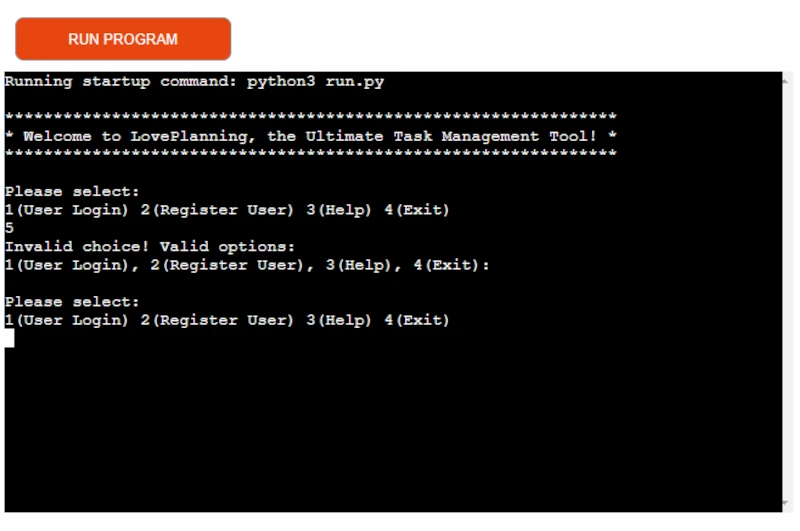 RUN PROGRAM
Running startup command: python3 run.py
***************************************************************
* Welcome to LovePlanning, the Ultimate Task Management Tool! *
***************************************************************
Please select:
1(User Login) 2(Register User) 3(Help) 4(Exit)
5
Invalid choice! Valid options:
1(User Login), 2(Register User), 3(Help), 4(Exit):
Please select:
1(User Login) 2(Register User) 3(Help) 4(Exit)